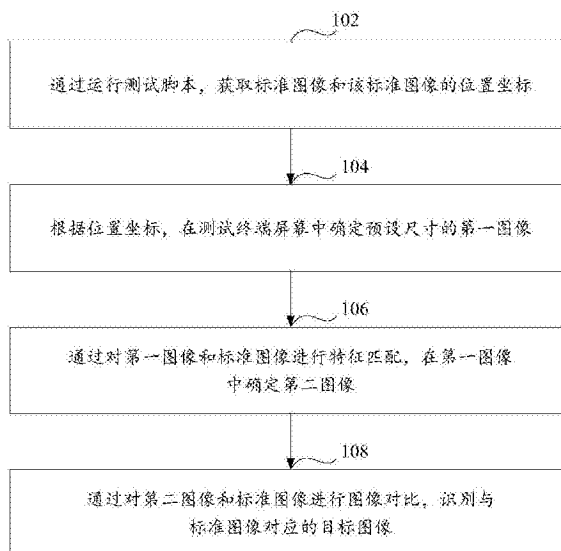 102
通过运行测试脚本，获取标准图像和该标准图像的位置坐标
104
根据位置坐标，在测试终端屏幕中确定预设尺寸的第一图像
106
通过对第一图像和标准图像进行特征匹配，在第一图像
中确定第二图像
108
通过对第二图像和标准图像进行图像对比，识别与
标准图像对应的目标图像